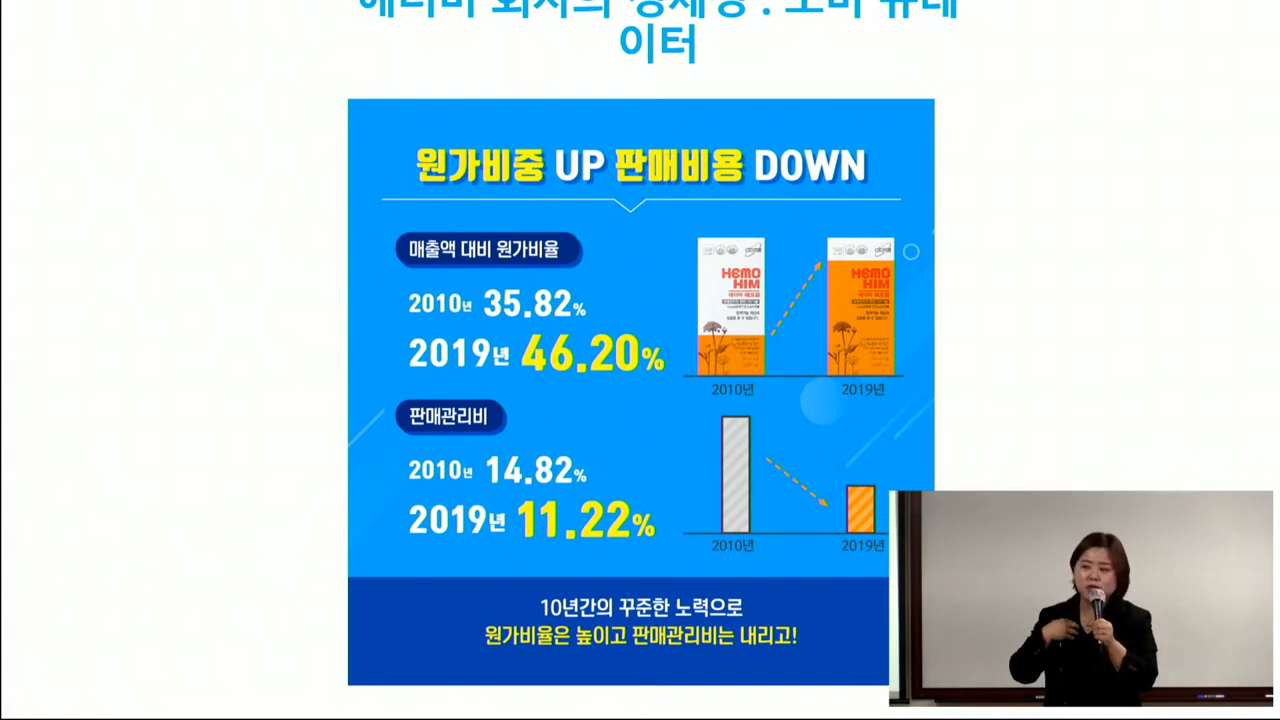 이터
원가비중 UP 판매비용 DOWN
매출액 대비 원가비율
2010년 35.82%
2019년 46.20%
HEMO
HIM
HEMO
HIM
2010년
2019년
판매관리비
2010년 14.82%
2019년 11.22%
2010년
2019년
10년간의 꾸준한 노력으로
원가비율은 높이고 판매관리비는 내리고!